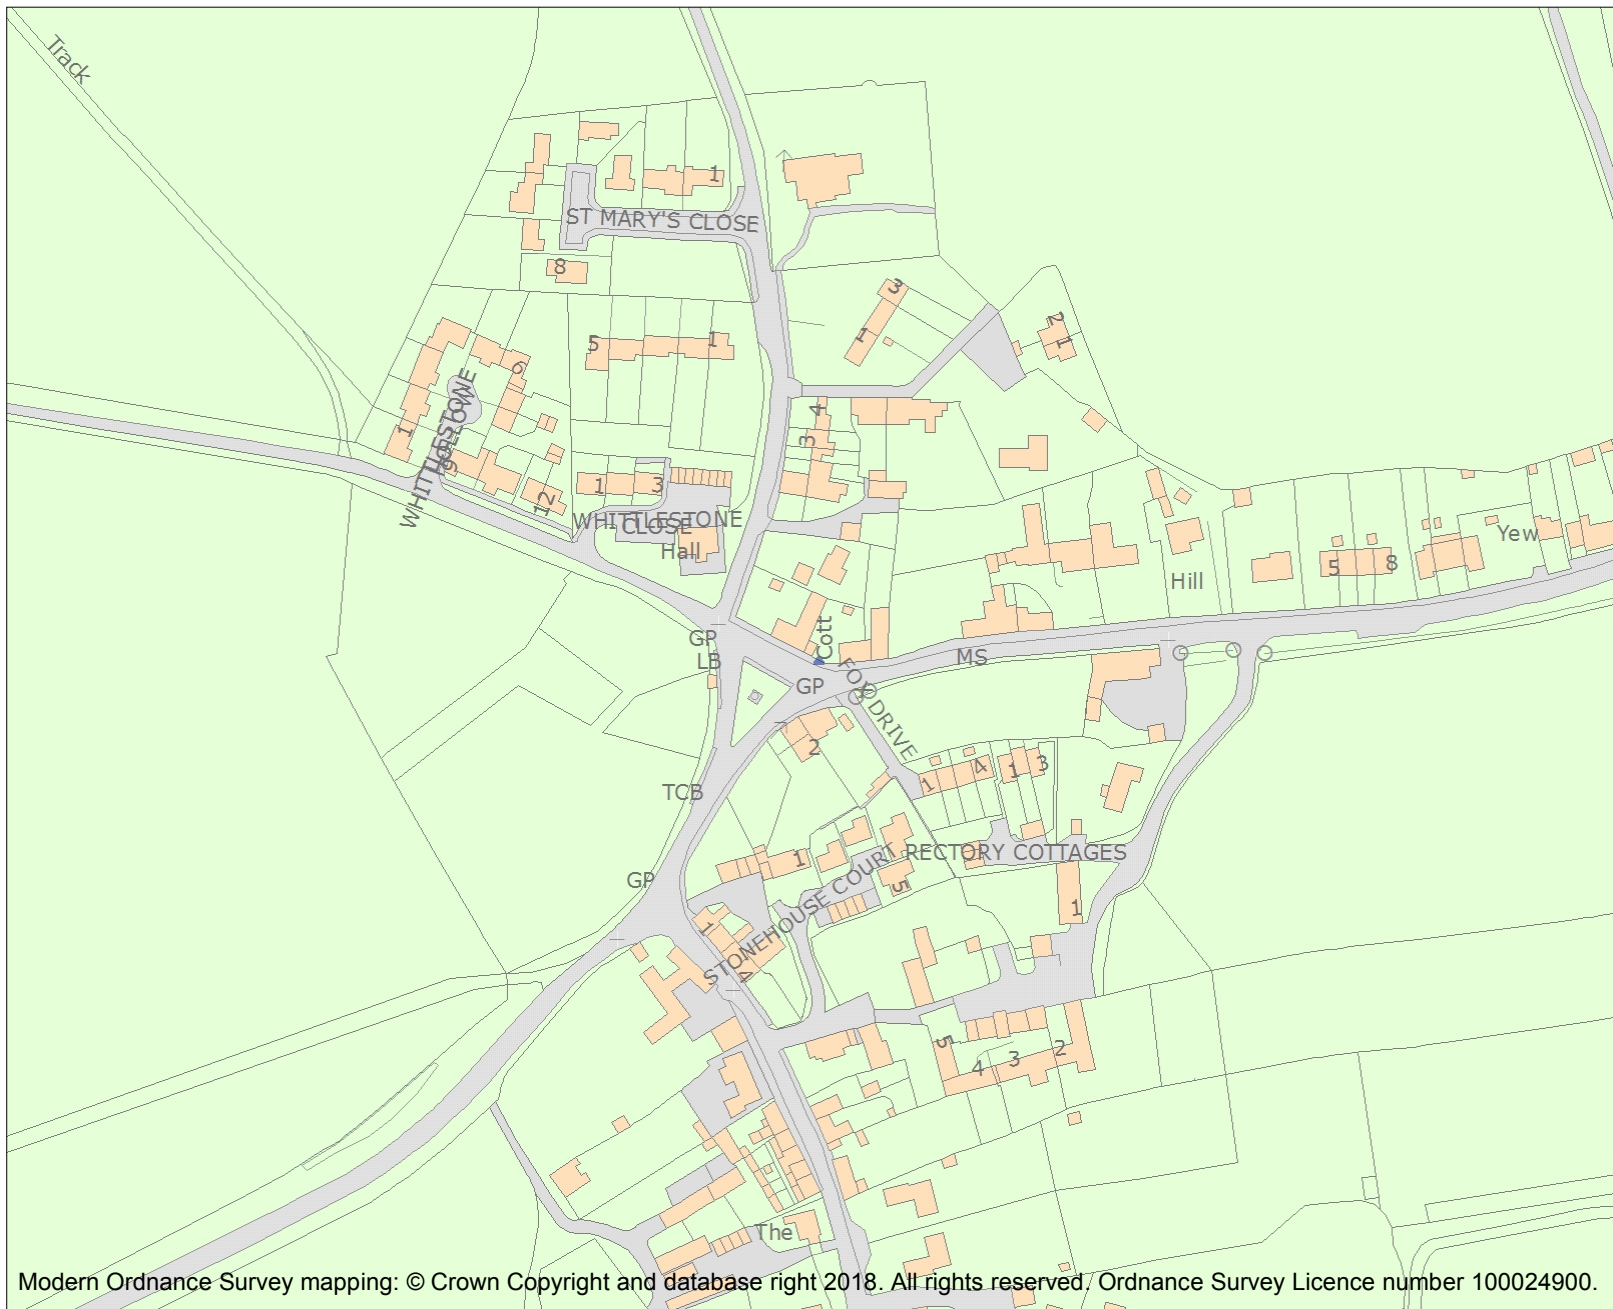 Track
1
ST MARY'S CLOSE
8
3
1
2
1
5
1
6
WHITTLESTONE
HOLLOW
1
9
12
4
3
1
3
WHITTLESTONE
CLOSE
Hall
Yew
5
8
Hill
GP
LB
Cott
MS
GP
FOX DRIVE
2
TCB
1
4
1
3
RECTORY COTTAGES
1
5
STONEHOUSE COURT
GP
1
1
4
5
4
3
2
The
Modern Ordnance Survey mapping: © Crown Copyright and database right 2018. All rights reserved. Ordnance Survey Licence number 100024900.